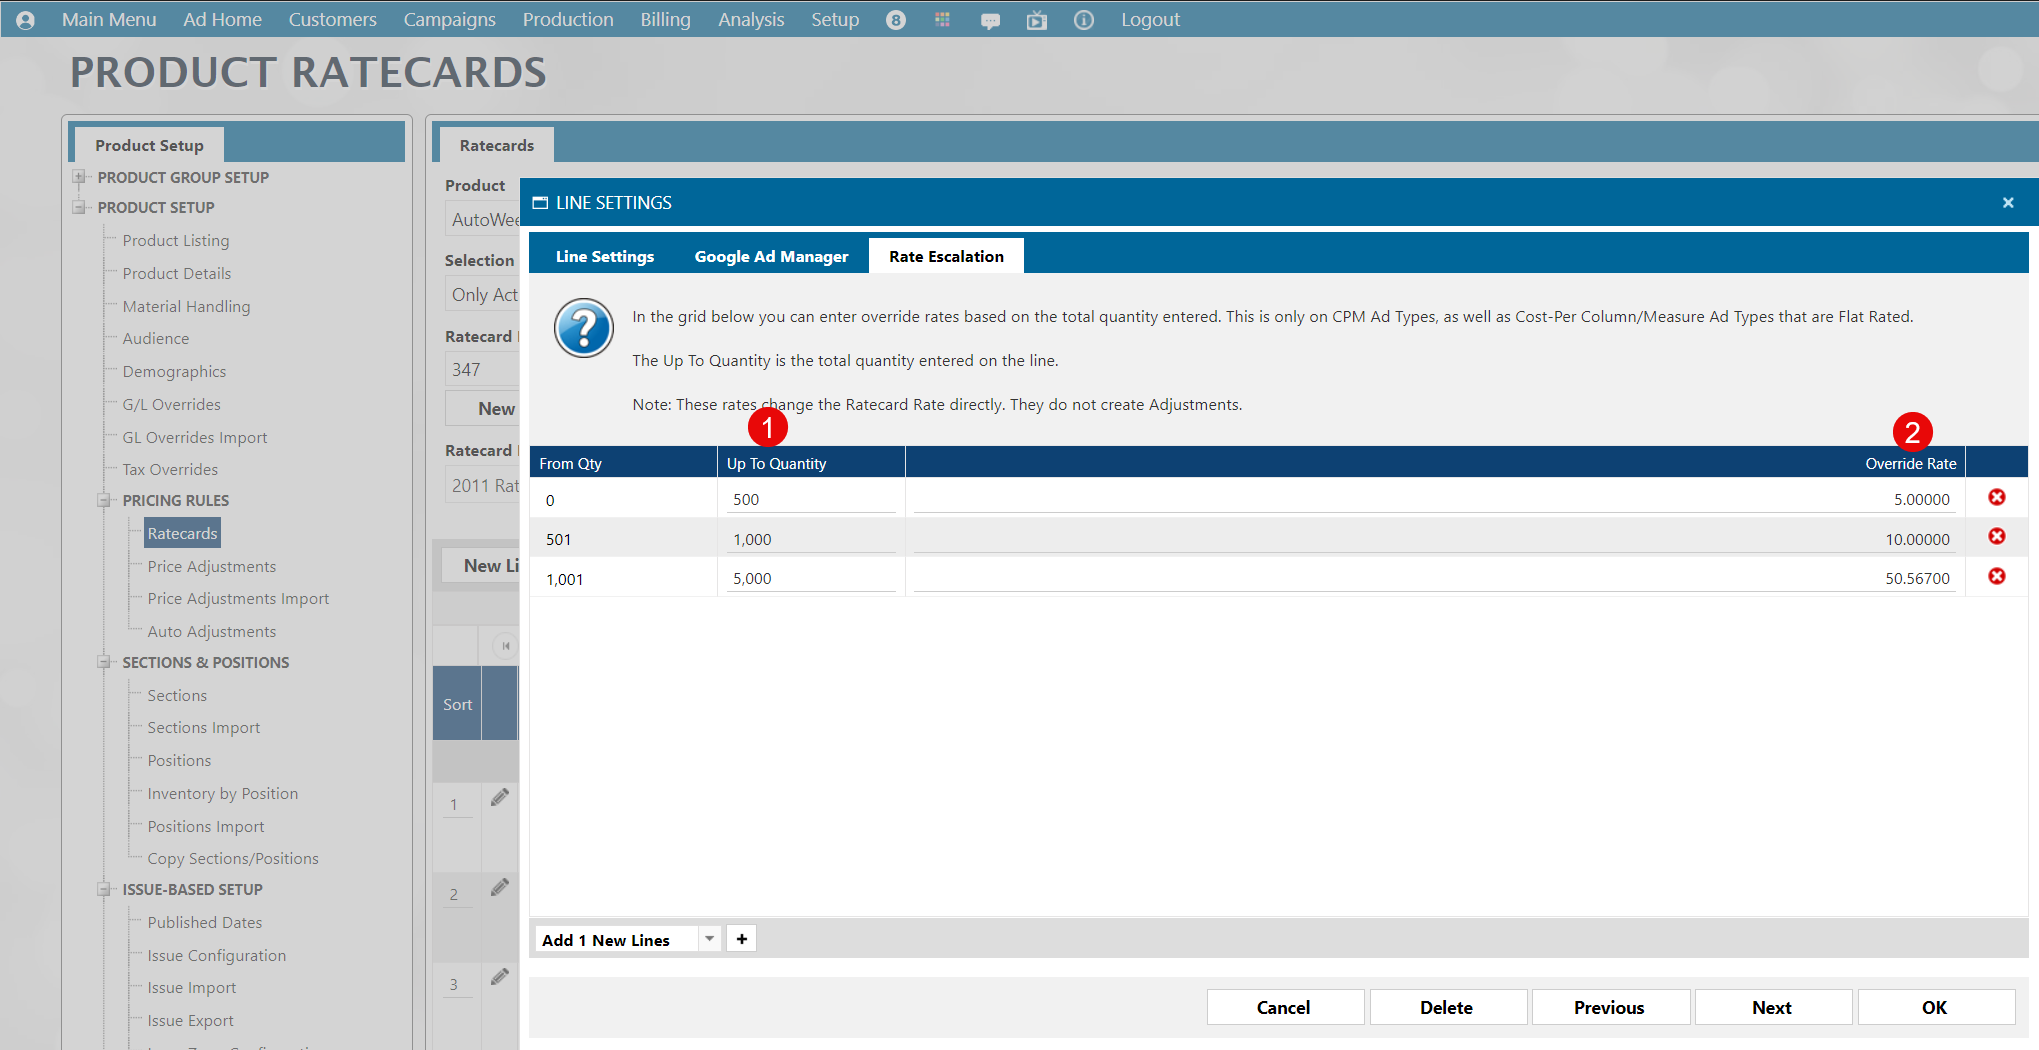 Main Menu Ad Home Customers Campaigns Production Billing Analysis Setup 8 Logout
PRODUCT RATECARDS
Product Setup
PRODUCT GROUP SETUP
PRODUCT SETUP
Product Listing
Product Details
Material Handling
Audience
Demographics
G/L Overrides
GL Overrides Import
Tax Overrides
PRICING RULES
Ratecards
Price Adjustments
Price Adjustments Import
Auto Adjustments
SECTIONS & POSITIONS
Sections
Sections Import
Positions
Inventory by Position
Positions Import
Copy Sections/Positions
ISSUE-BASED SETUP
Published Dates
Issue Configuration
Issue Import
Issue Export
Ratecards
Product
AutoWee
Selection
Only Act
Ratecard
347
New
Ratecard
2011 Rat
New Li
Sort
1
2
3
LINE SETTINGS
Line Settings Google Ad Manager Rate Escalation
In the grid below you can enter override rates based on the total quantity entered. This is only on CPM Ad Types, as well as Cost-Per Column/Measure Ad Types that are Flat Rated.
The Up To Quantity is the total quantity entered on the line.
Note: These rates change the Ratecard Rate directly. They do not create Adjustments.
1 2
From Qty Up To Quantity Override Rate
0 500 5.00000
501 1,000 10.00000
1,001 5,000 50.56700
Add 1 New Lines +
Cancel Delete Previous Next OK